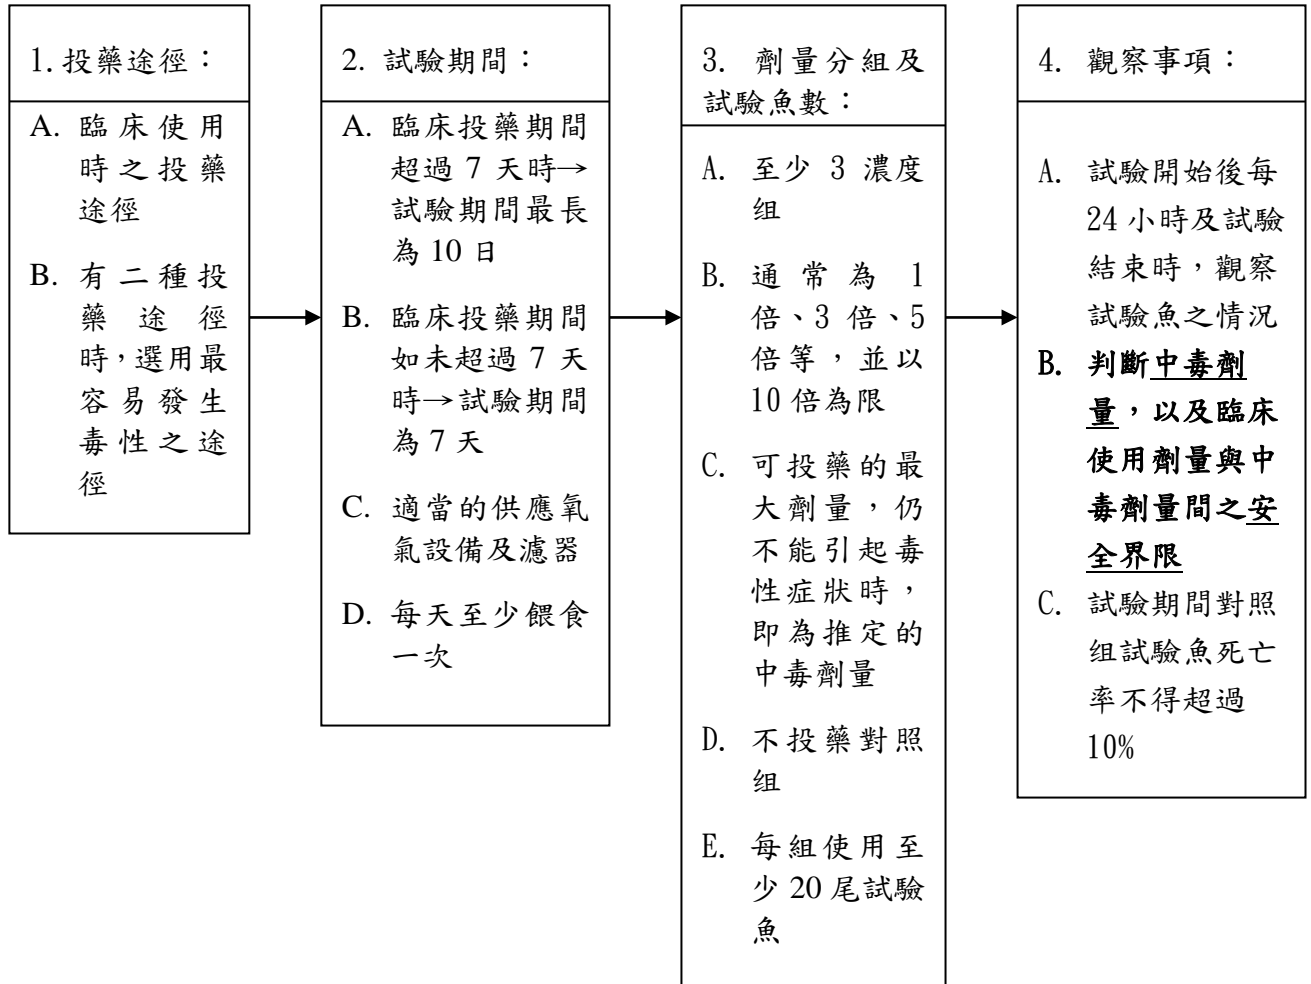 1.投藥途徑：
A. 臨床使用
時之投藥
途徑
B. 有二種投
藥途徑
時，選用最
容易發生
毒性之途
徑
2. 試驗期間：
A. 臨床投藥期間
超過 7 天時→
試驗期間最長
為 10 日
B. 臨床投藥期間
如未超過 7 天
時→試驗期間
為 7 天
C. 適當的供應氧
氣設備及濾器
D. 每天至少餵食
一次
3. 劑量分組及
試驗魚數：
A. 至少 3 濃度
組
B. 通常為 1
倍、3 倍、5
倍等，並以
10 倍為限
C. 可投藥的最
大劑量，仍
不能引起毒
性症狀時，
即為推定的
中毒劑量
D. 不投藥對照
組
E. 每組使用至
少 20 尾試驗
魚
4. 觀察事項：
A. 試驗開始後每
24 小時及試驗
結束時，觀察
試驗魚之情況
B. 判斷中毒劑
量，以及臨床
使用劑量與中
毒劑量間之安
全界限
C. 試驗期間對照
組試驗魚死亡
率不得超過
10%